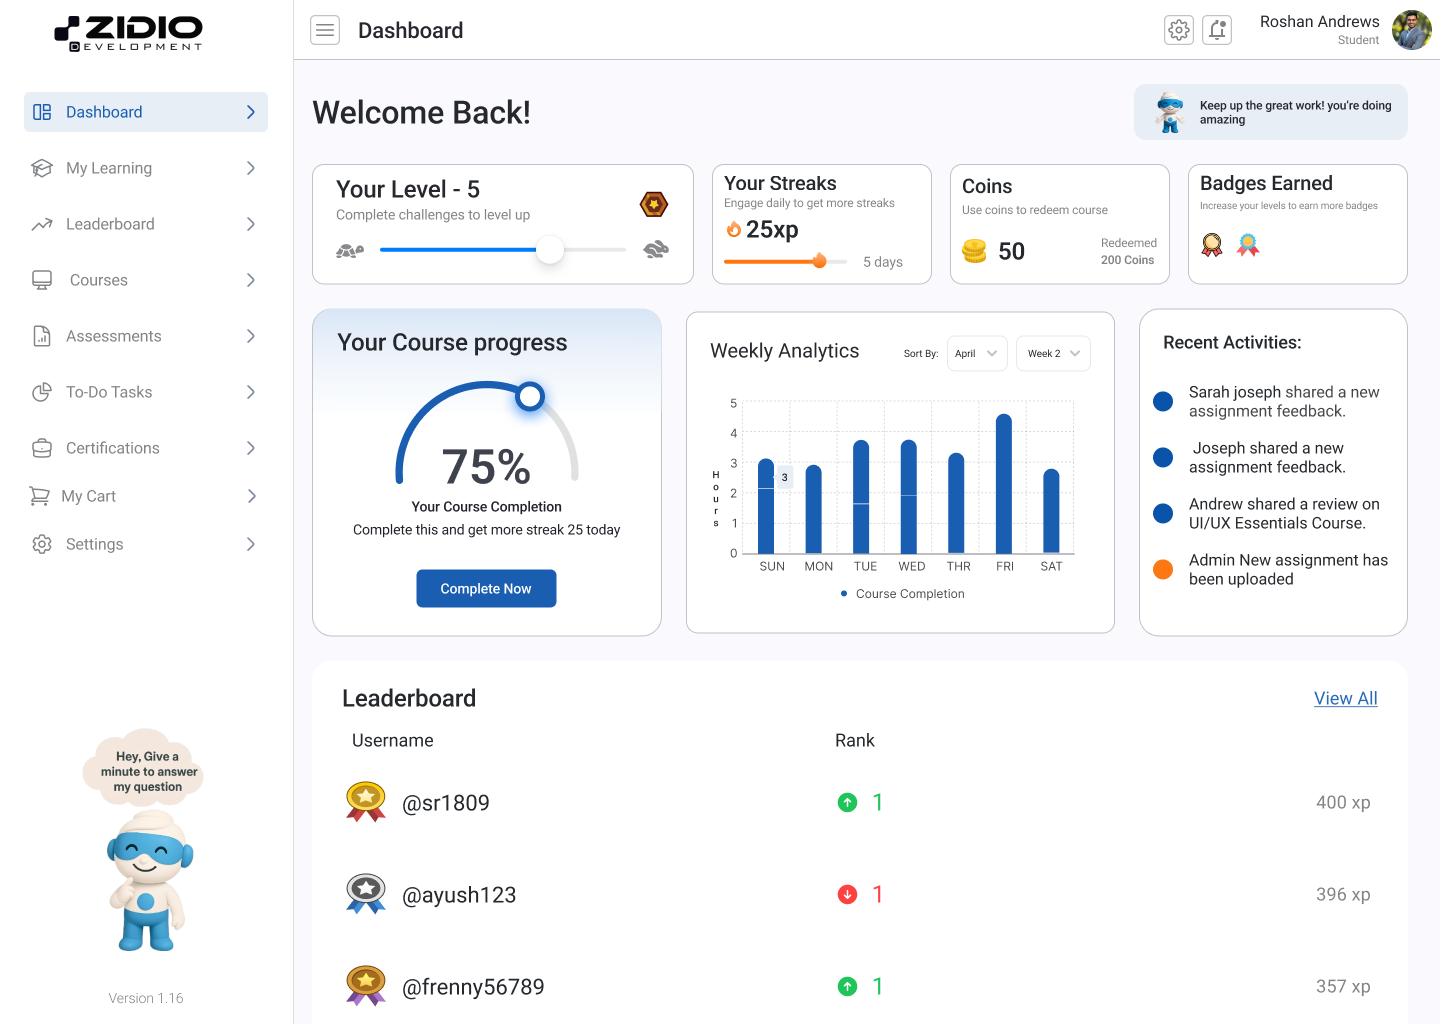 ZIDIO
DEVELOPMENT
Dashboard
My Learning
Leaderboard
Courses
Assessments
To-Do Tasks
Certifications
My Cart
Settings
Hey, Give a
minute to answer
my question
Version 1.16
Dashboard
Roshan Andrews
Student
Welcome Back!
Keep up the great work! you're doing
amazing
Your Level - 5
Complete challenges to level up
Your Streaks
Engage daily to get more streaks
25xp
5 days
Coins
Use coins to redeem course
50
Redeemed
200 Coins
Badges Earned
Increase your levels to earn more badges
Your Course progress
75%
Your Course Completion
Complete this and get more streak 25 today
Complete Now
Weekly Analytics
Sort By:
April
Week 2
Hours
5
4
3
2
1
0
3
SUN MON TUE WED THR FRI SAT
Course Completion
Recent Activities:
Sarah joseph shared a new
assignment feedback.
Joseph shared a new
assignment feedback.
Andrew shared a review on
UI/UX Essentials Course.
Admin New assignment has
been uploaded
Leaderboard
View All
Username Rank
@sr1809 1 400 xp
@ayush123 1 396 xp
@frenny56789 1 357 xp